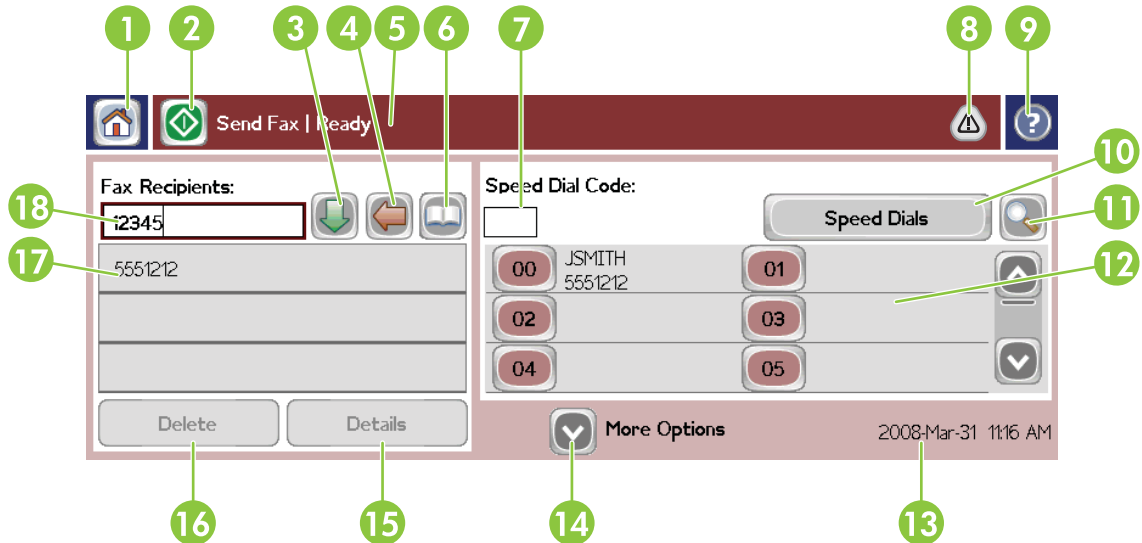 1 2 3 4 5 6 7 8 9
Send Fax | Ready
?
10
Fax Recipients:
Speed Dial Code:
11
18
12345
Speed Dials
17
5551212
00 JSMITH 01
5551212
12
02 03
04 05
Delete Details
More Options
2008-Mar-31 11:16 AM
16 15 14 13